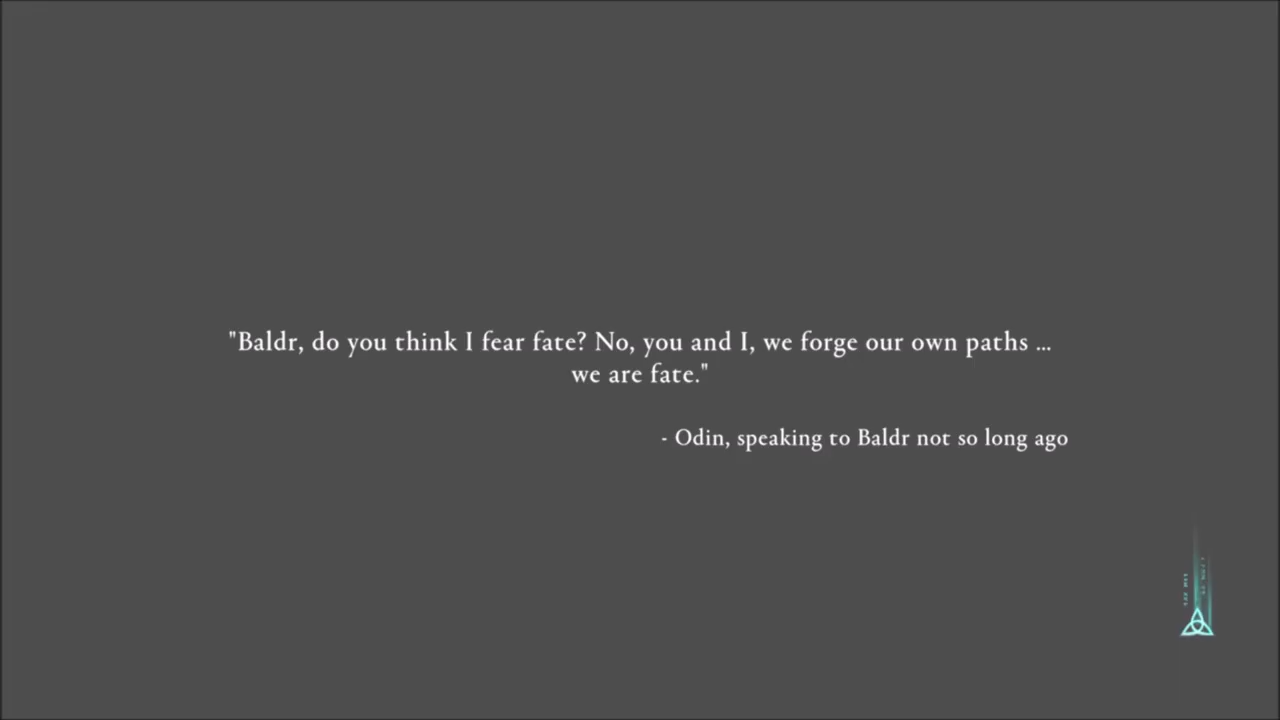 "Baldr, do you think I fear fate? No, you and I, we forge our own paths ...
we are fate."
- Odin, speaking to Baldr not so long ago